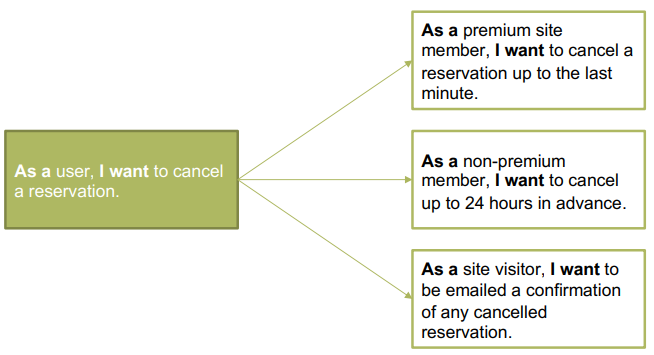 As a user, I want to cancel
a reservation.
As a premium site
member, I want to cancel a
reservation up to the last
minute.
As a non-premium
member, I want to cancel
up to 24 hours in advance.
As a site visitor, I want to
be emailed a confirmation
of any cancelled
reservation.